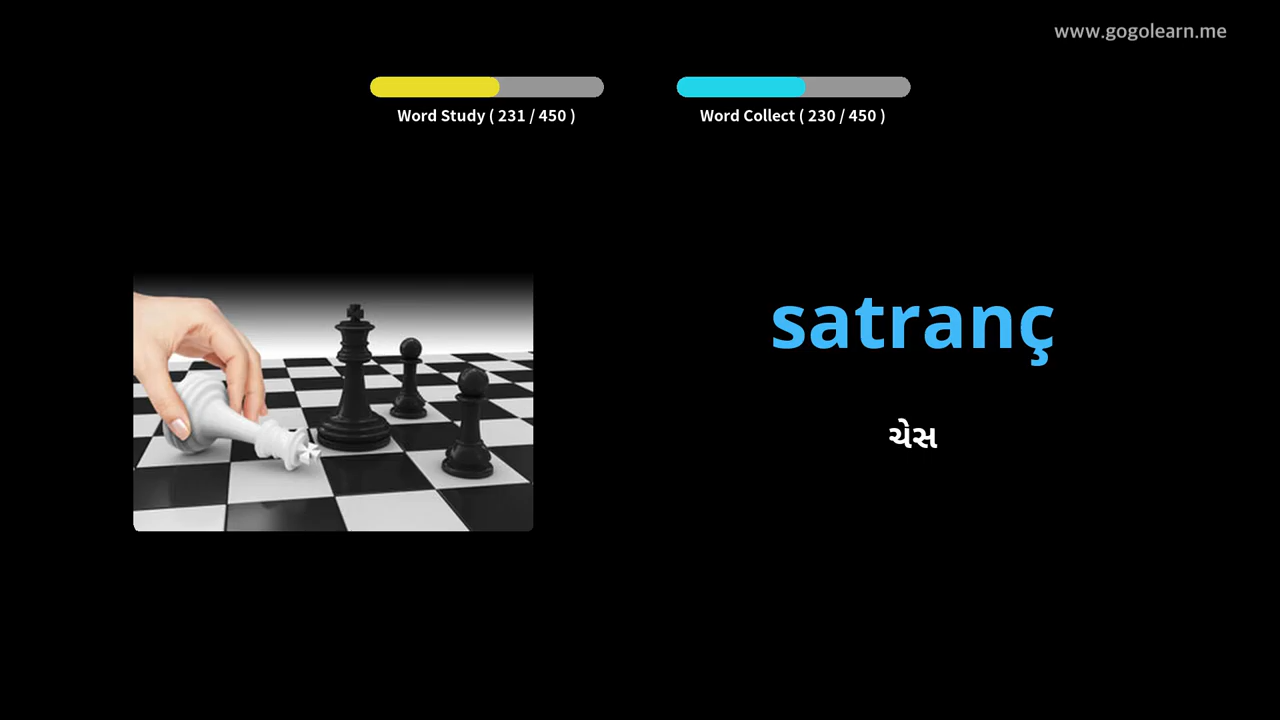 www.gogolearn.me
Word Study ( 231 / 450 )
Word Collect ( 230 / 450 )
satranç
ચેસ